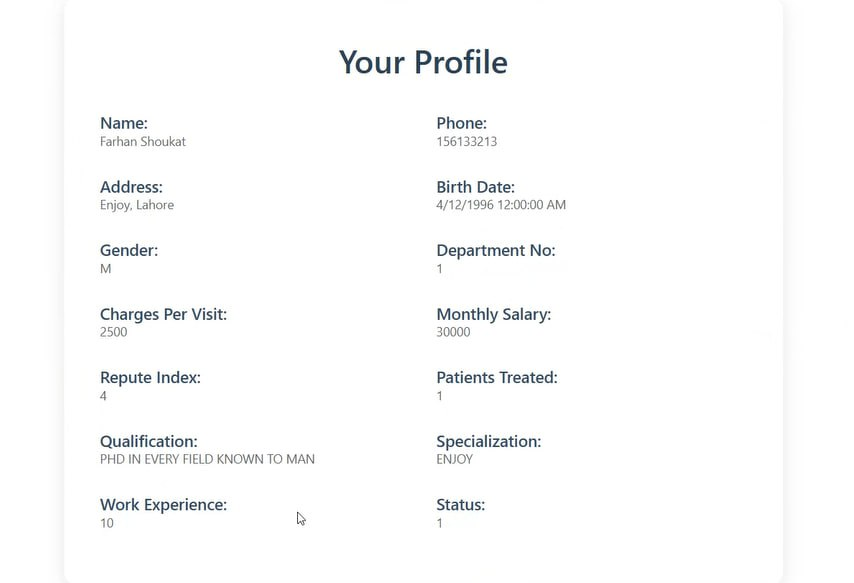 Your Profile
Name:
Farhan Shoukat
Phone:
156133213
Address:
Enjoy, Lahore
Birth Date:
4/12/1996 12:00:00 AM
Gender:
M
Department No:
1
Charges Per Visit:
2500
Monthly Salary:
30000
Repute Index:
4
Patients Treated:
1
Qualification:
PHD IN EVERY FIELD KNOWN TO MAN
Specialization:
ENJOY
Work Experience:
10
Status:
1